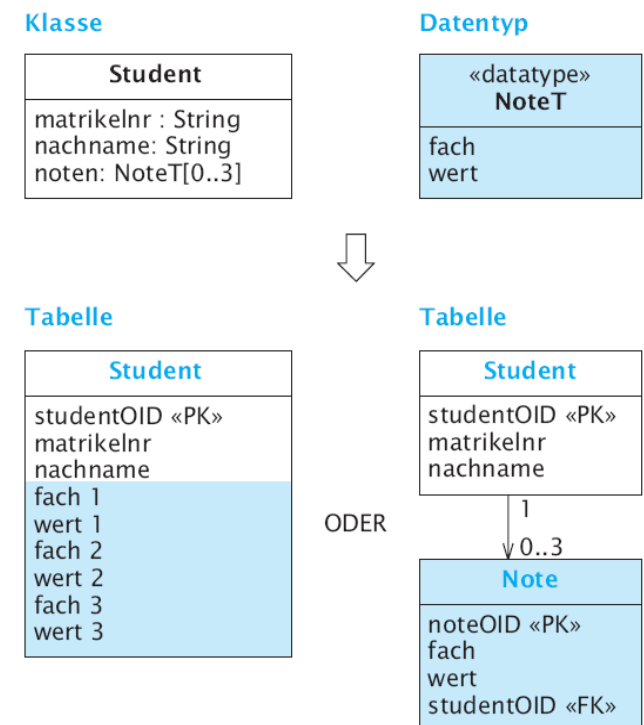 Klasse
Student
matrikelnr : String
nachname: String
noten: NoteT[0..3]
Datentyp
«datatype»
NoteT
fach
wert
Tabelle
Student
studentOID «PK»
matrikelnr
nachname
fach 1
wert 1
fach 2
wert 2
fach 3
wert 3
ODER
Tabelle
Student
studentOID «PK»
matrikelnr
nachname
1
0..3
Note
noteOID «PK»
fach
wert
studentOID «FK»